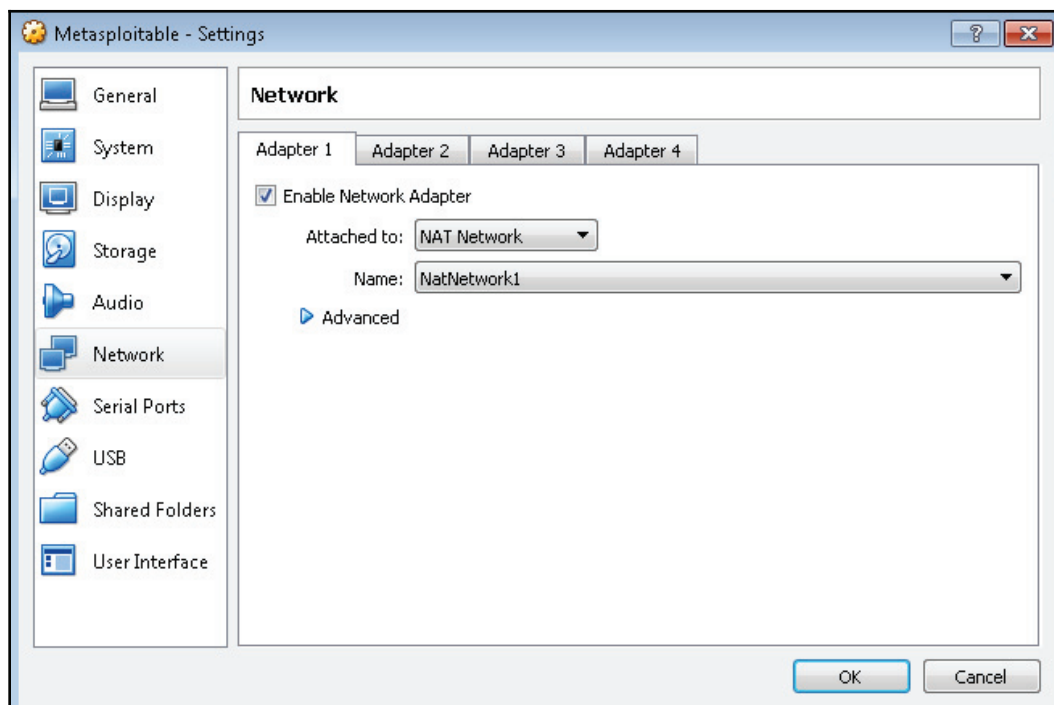 Metasploitable - Settings
General
System
Display
Storage
Audio
Network
Serial Ports
USB
Shared Folders
User Interface
Network
Adapter 1 Adapter 2 Adapter 3 Adapter 4
Enable Network Adapter
Attached to: NAT Network
Name: NatNetwork1
Advanced
OK Cancel